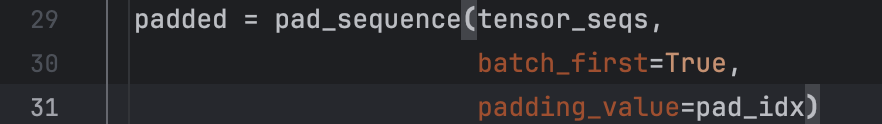 29 padded = pad_sequence(tensor_seqs,
30 batch_first=True,
31 padding_value=pad_idx)